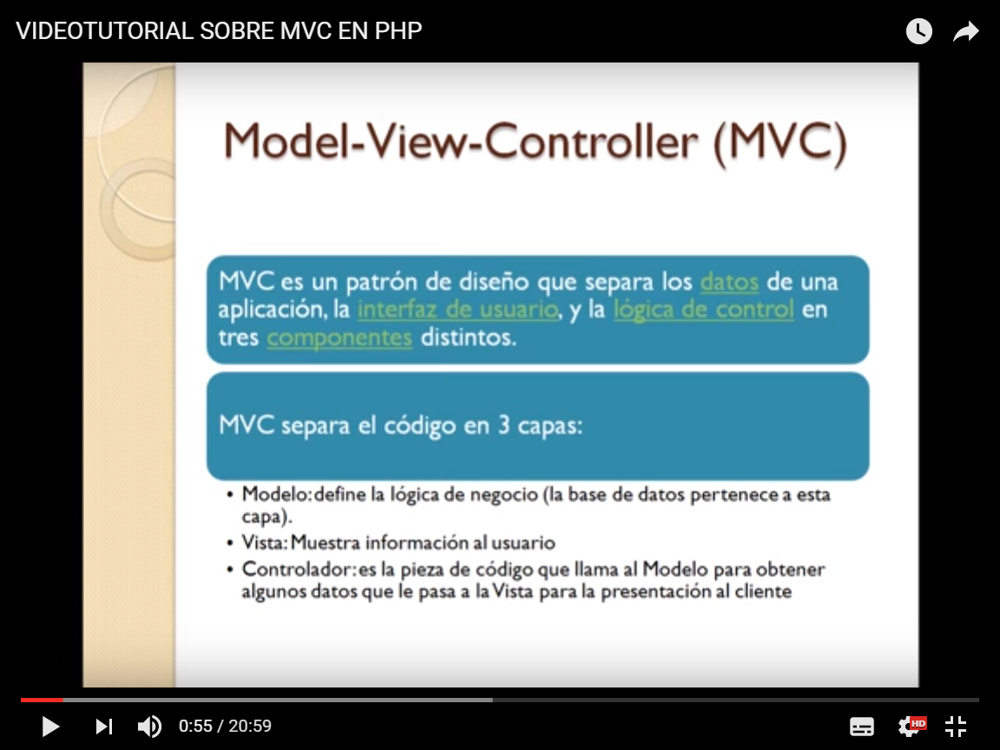 VIDEOTUTORIAL SOBRE MVC EN PHP
Model-View-Controller (MVC)
MVC es un patrón de diseño que separa los datos de una
aplicación, la interfaz de usuario, y la lógica de control en
tres componentes distintos.
MVC separa el código en 3 capas:
• Modelo: define la lógica de negocio (la base de datos pertenece a esta
capa).
• Vista: Muestra información al usuario
• Controlador: es la pieza de código que llama al Modelo para obtener
algunos datos que le pasa a la Vista para la presentación al cliente
0:55 / 20:59
HD